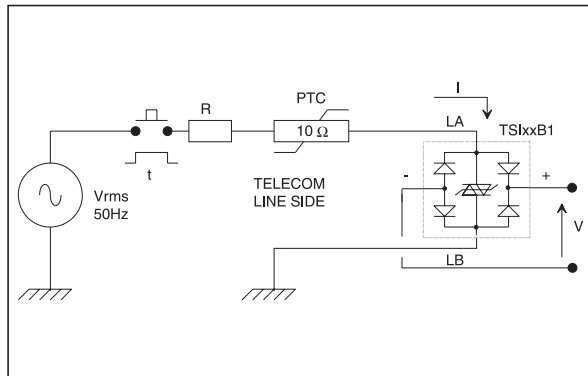 I
PTC
R
LA
TSIxxB1
10 Ω
-
+
t
Vrms
50Hz
TELECOM
LINE SIDE
V
LB